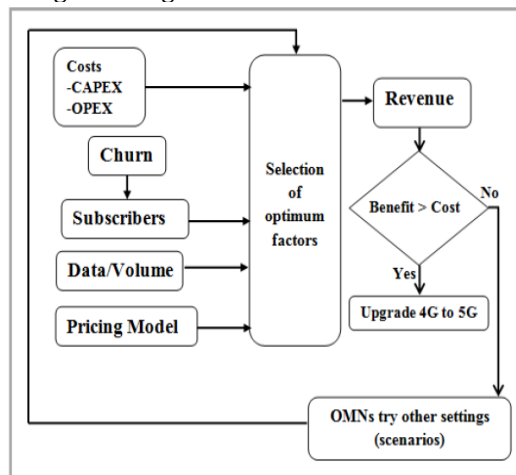 Costs
-CAPEX
-OPEX
Churn
Subscribers
Data/Volume
Pricing Model
Selection
of
optimum
factors
Revenue
Benefit > Cost
No
Yes
Upgrade 4G to 5G
OMNs try other settings
(scenarios)